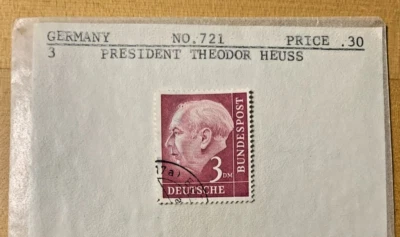 GERMANY NO.721 PRICE .30
3 PRESIDENT THEODOR HEUSS
BUNDESPOST
3 DM
DEUTSCHE